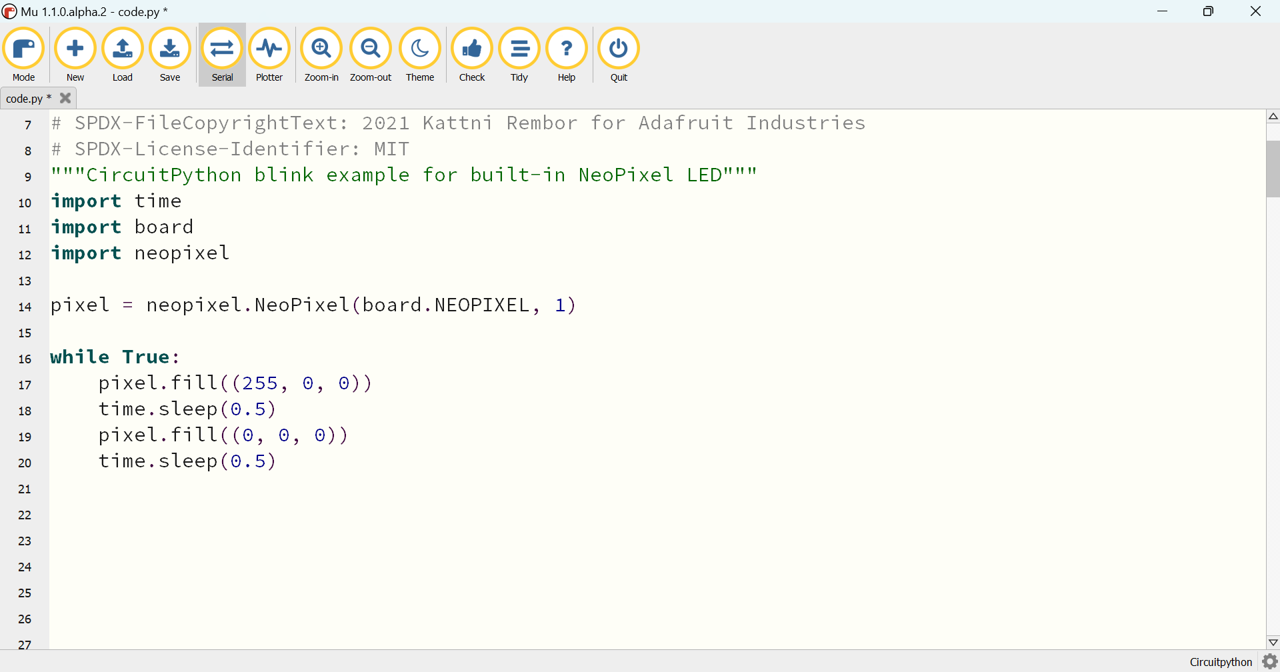 Mu 1.1.0.alpha.2 - code.py *
Mode New Load Save Serial Plotter Zoom-in Zoom-out Theme Check Tidy ? Help Quit
code.py *
7 # SPDX-FileCopyrightText: 2021 Kattni Rembor for Adafruit Industries
8 # SPDX-License-Identifier: MIT
9 """CircuitPython blink example for built-in NeoPixel LED"""
10 import time
11 import board
12 import neopixel
13
14 pixel = neopixel.NeoPixel(board.NEOPIXEL, 1)
15
16 while True:
17     pixel.fill((255, 0, 0))
18     time.sleep(0.5)
19     pixel.fill((0, 0, 0))
20     time.sleep(0.5)
21
22
23
24
25
26
27
Circuitpython